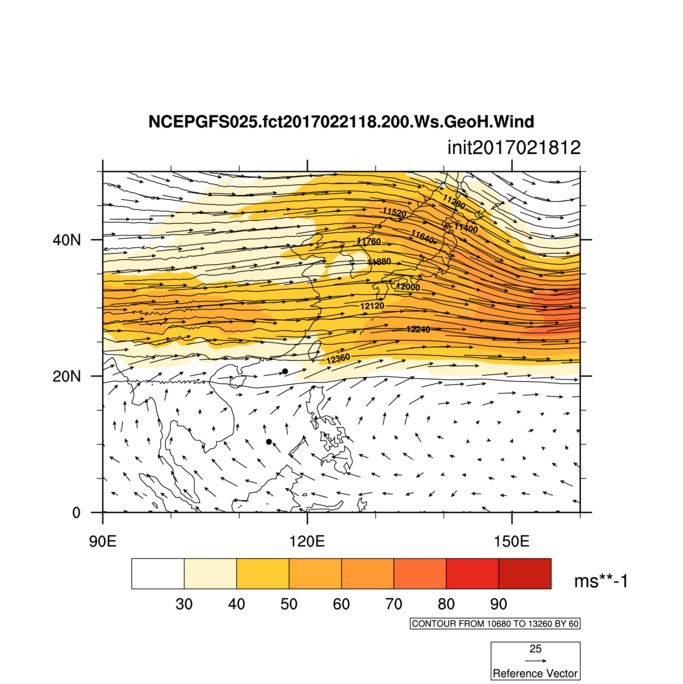 NCEPGFS025.fct2017022118.200.Ws.GeoH.Wind
init2017021812
11280
11520
11400
11640
40N
11760
11880
12000
12120
12240
12360
20N
0
90E 120E 150E
ms**-1
30 40 50 60 70 80 90
CONTOUR FROM 10680 TO 13260 BY 60
25
Reference Vector